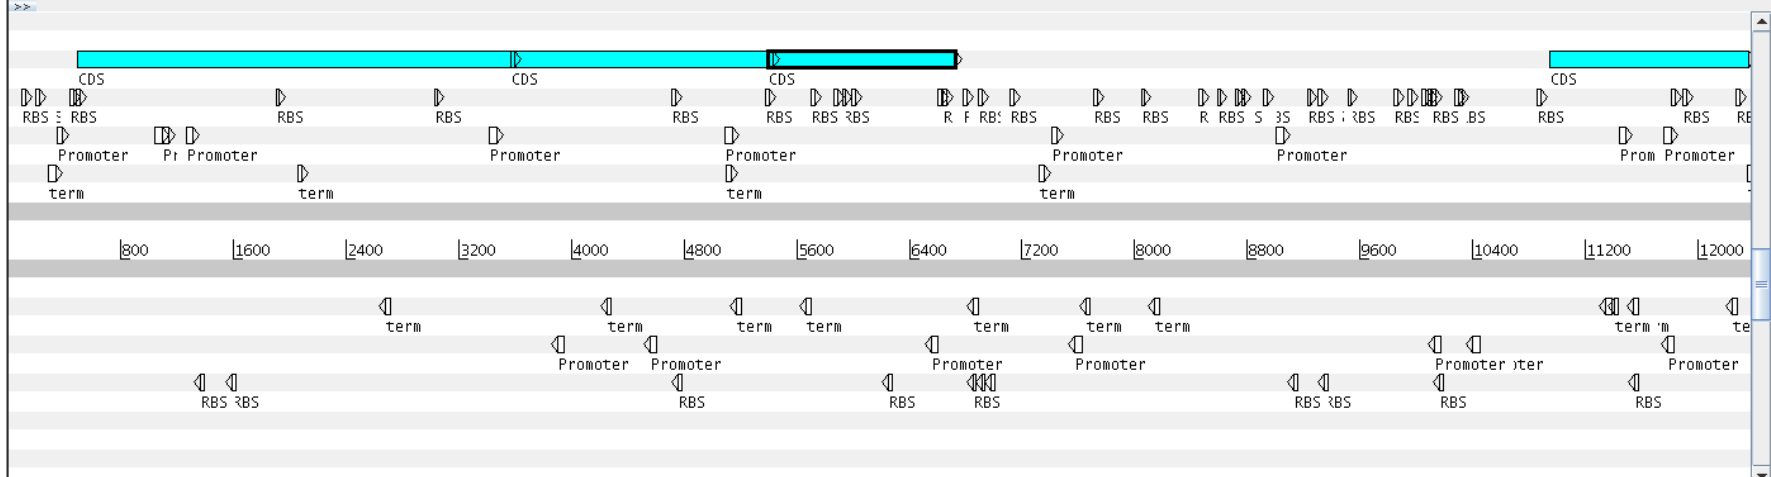 >>
CDS CDS CDS CDS
RBS RBS RBS RBS RBS RBS RBS RBS RBS RBS RBS RBS RBS RBS RBS RBS RBS RBS
Promoter Promoter Promoter Promoter Promoter Promoter Prom Promoter
term term term term
800 1600 2400 3200 4000 4800 5600 6400 7200 8000 8800 9600 10400 11200 12000
term term term term term term term term te
Promoter Promoter Promoter Promoter Promoter Promoter
RBS RBS RBS RBS RBS RBS RBS RBS RBS